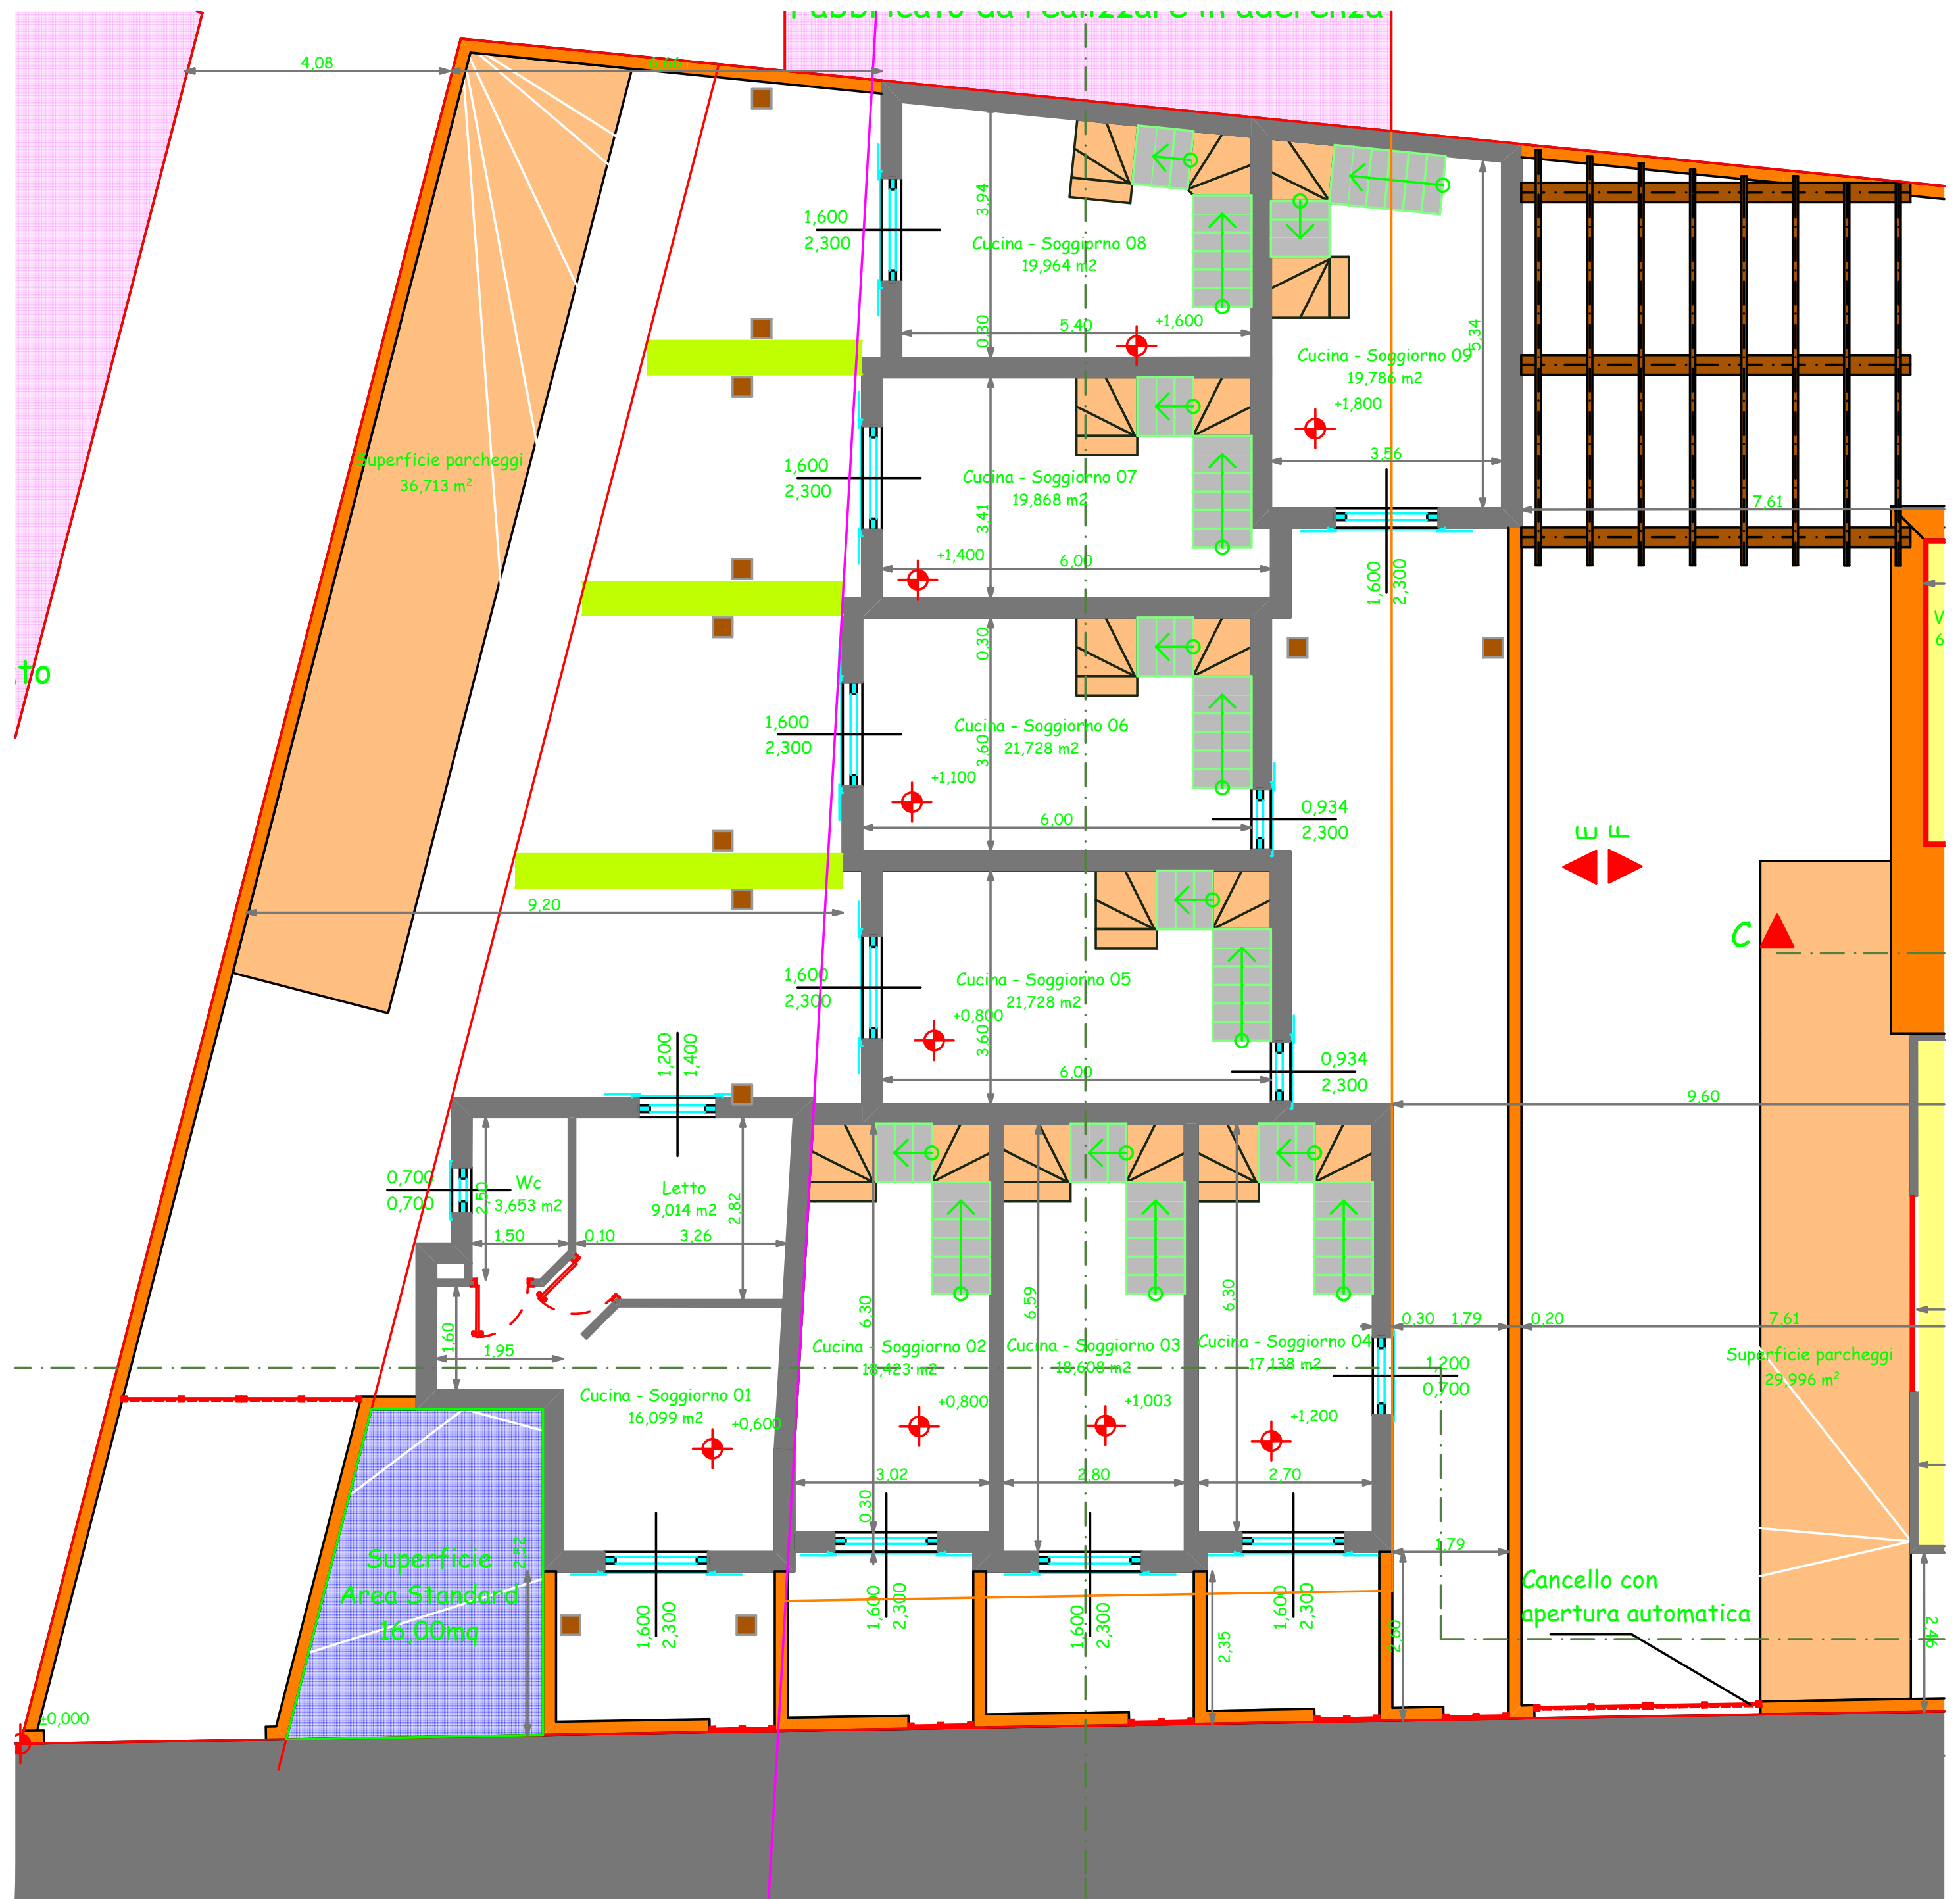 Fabbricato da realizzare in aderenza
4,08
6,66
3,94
1,600
2,300
Cucina - Soggiorno 08
19,964 m2
0,30
5,40
+1,600
5,34
Cucina - Soggiorno 09
19,786 m2
+1,800
3,56
7,61
1,600
2,300
Superficie parcheggi
36,713 m²
1,600
2,300
Cucina - Soggiorno 07
19,868 m2
3,41
+1,400
6,00
to
V
6
0,30
1,600
2,300
Cucina - Soggiorno 06
21,728 m2
3,60
+1,100
6,00
0,934
2,300
E
F
C
9,20
1,600
2,300
Cucina - Soggiorno 05
21,728 m2
+0,800
3,60
6,00
0,934
2,300
9,60
1,200
1,400
0,700
0,700
2,50
Wc
3,653 m2
Letto
9,014 m2
2,82
1,50
0,10
3,26
1,60
1,95
6,30
6,59
6,30
0,30
1,79
0,20
7,61
Cucina - Soggiorno 02
18,423 m2
Cucina - Soggiorno 03
18,608 m2
Cucina - Soggiorno 04
17,138 m2
1,200
0,700
Superficie parcheggi
29,996 m²
Cucina - Soggiorno 01
16,099 m2
+0,600
+0,800
+1,003
+1,200
3,02
2,80
2,70
0,30
2,52
1,79
Superficie
Area Standard
16,00mq
1,600
2,300
1,600
2,300
1,600
2,300
1,600
2,300
2,35
2,60
Cancello con
apertura automatica
2,46
±0,000